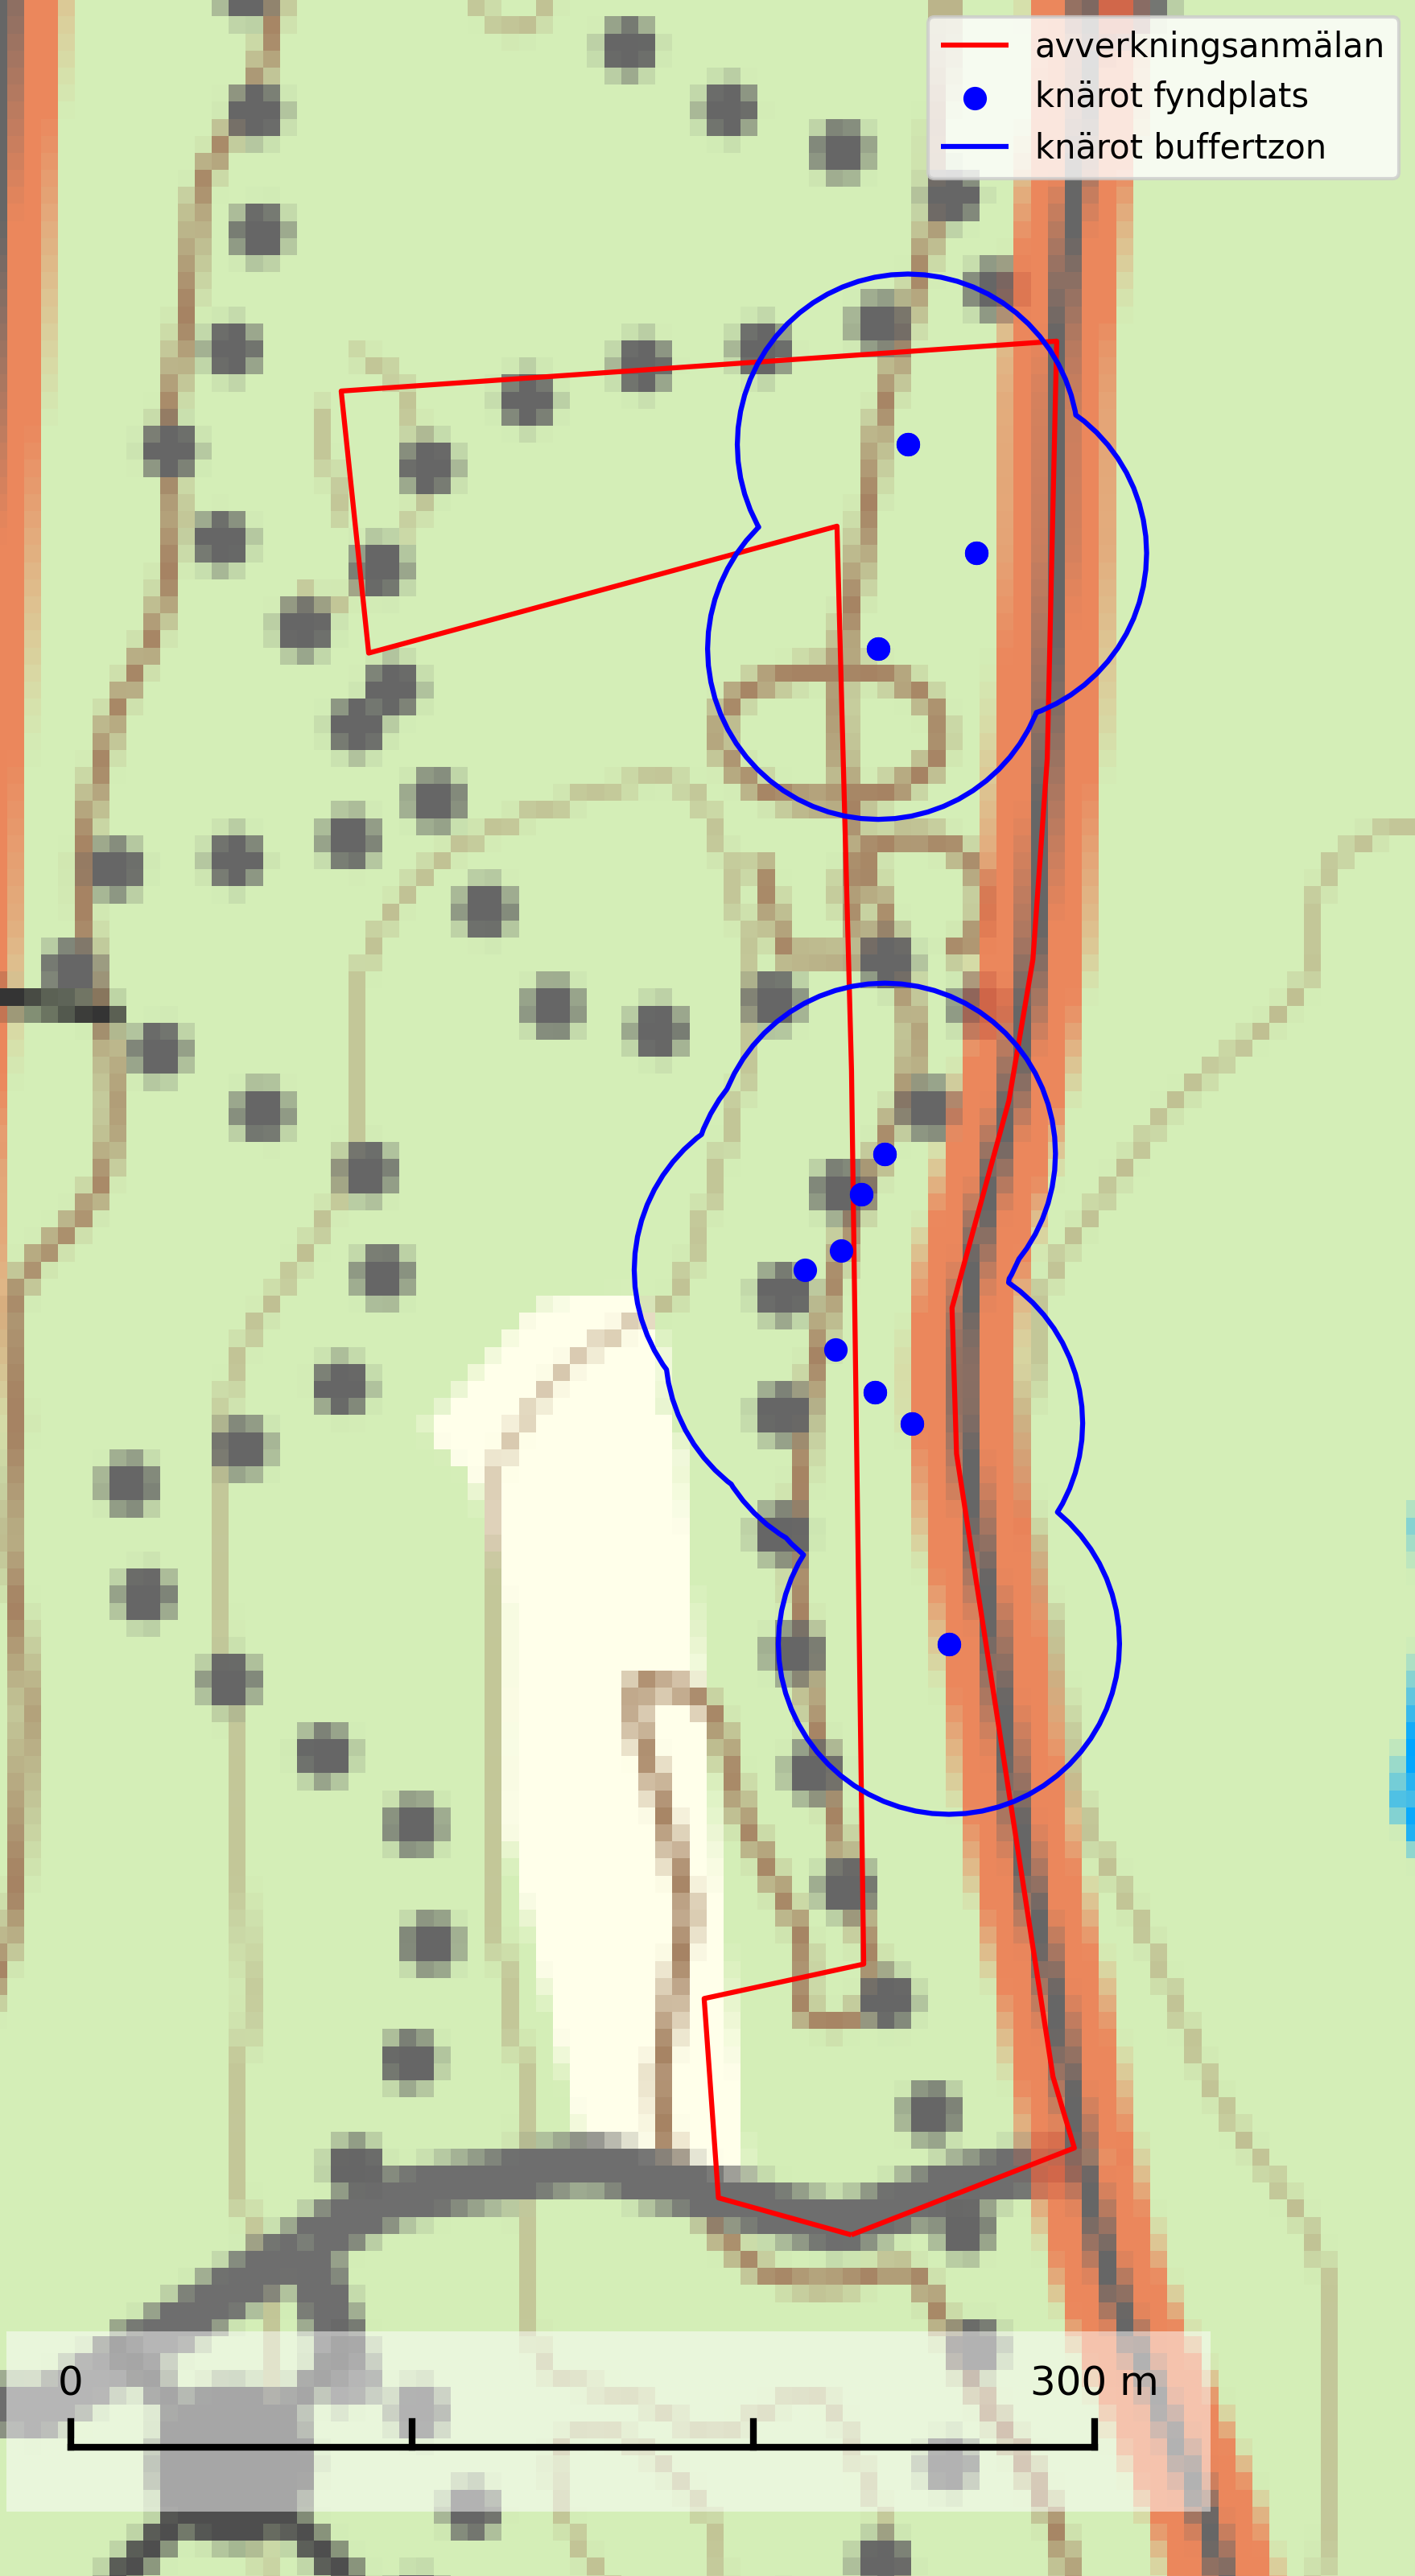 avverkningsanmälan
knärot fyndplats
knärot buffertzon
0 300 m